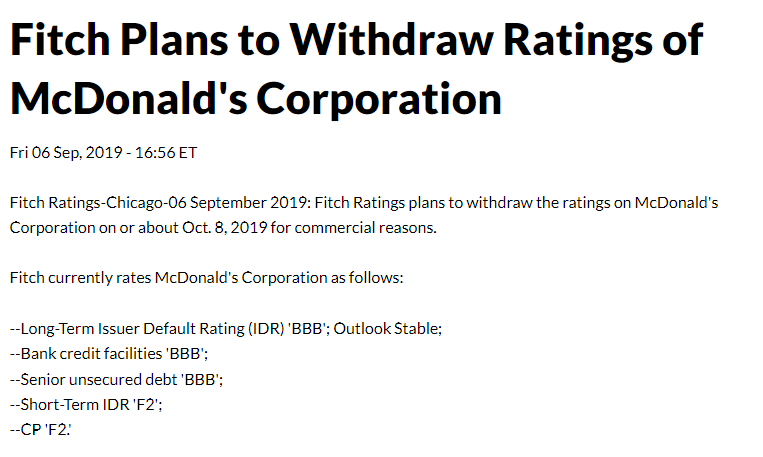 Fitch Plans to Withdraw Ratings of
McDonald's Corporation
Fri 06 Sep, 2019 - 16:56 ET
Fitch Ratings-Chicago-06 September 2019: Fitch Ratings plans to withdraw the ratings on McDonald's
Corporation on or about Oct. 8, 2019 for commercial reasons.
Fitch currently rates McDonald's Corporation as follows:
--Long-Term Issuer Default Rating (IDR) 'BBB'; Outlook Stable;
--Bank credit facilities 'BBB';
--Senior unsecured debt 'BBB';
--Short-Term IDR 'F2';
--CP 'F2.'